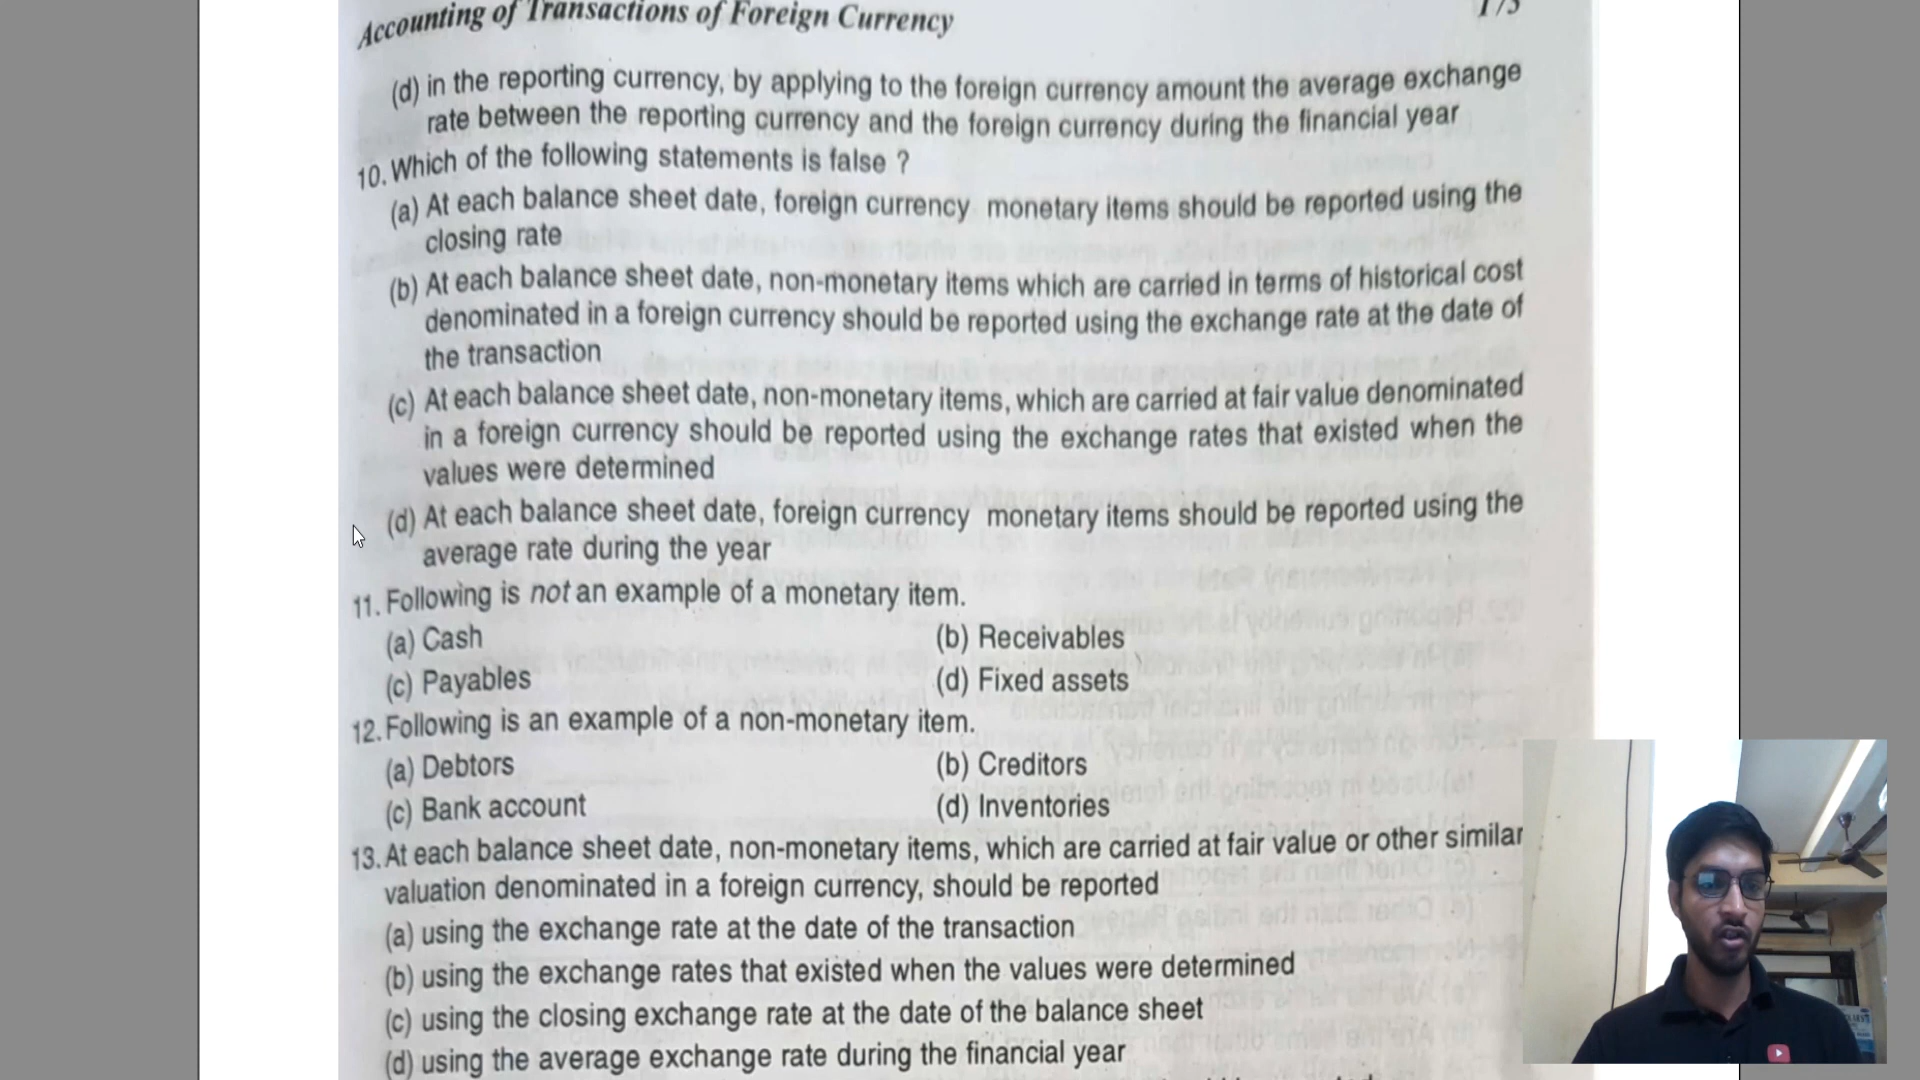 Accounting of Transactions of Foreign Currency
(d) in the reporting currency, by applying to the foreign currency amount the average exchange
rate between the reporting currency and the foreign currency during the financial year
10. Which of the following statements is false ?
(a) At each balance sheet date, foreign currency monetary items should be reported using the
closing rate
(b) At each balance sheet date, non-monetary items which are carried in terms of historical cost
denominated in a foreign currency should be reported using the exchange rate at the date of
the transaction
(c) At each balance sheet date, non-monetary items, which are carried at fair value denominated
in a foreign currency should be reported using the exchange rates that existed when the
values were determined
(d) At each balance sheet date, foreign currency monetary items should be reported using the
average rate during the year
11. Following is not an example of a monetary item.
(a) Cash (b) Receivables
(c) Payables (d) Fixed assets
12. Following is an example of a non-monetary item.
(a) Debtors (b) Creditors
(c) Bank account (d) Inventories
13. At each balance sheet date, non-monetary items, which are carried at fair value or other similar
valuation denominated in a foreign currency, should be reported
(a) using the exchange rate at the date of the transaction
(b) using the exchange rates that existed when the values were determined
(c) using the closing exchange rate at the date of the balance sheet
(d) using the average exchange rate during the financial year